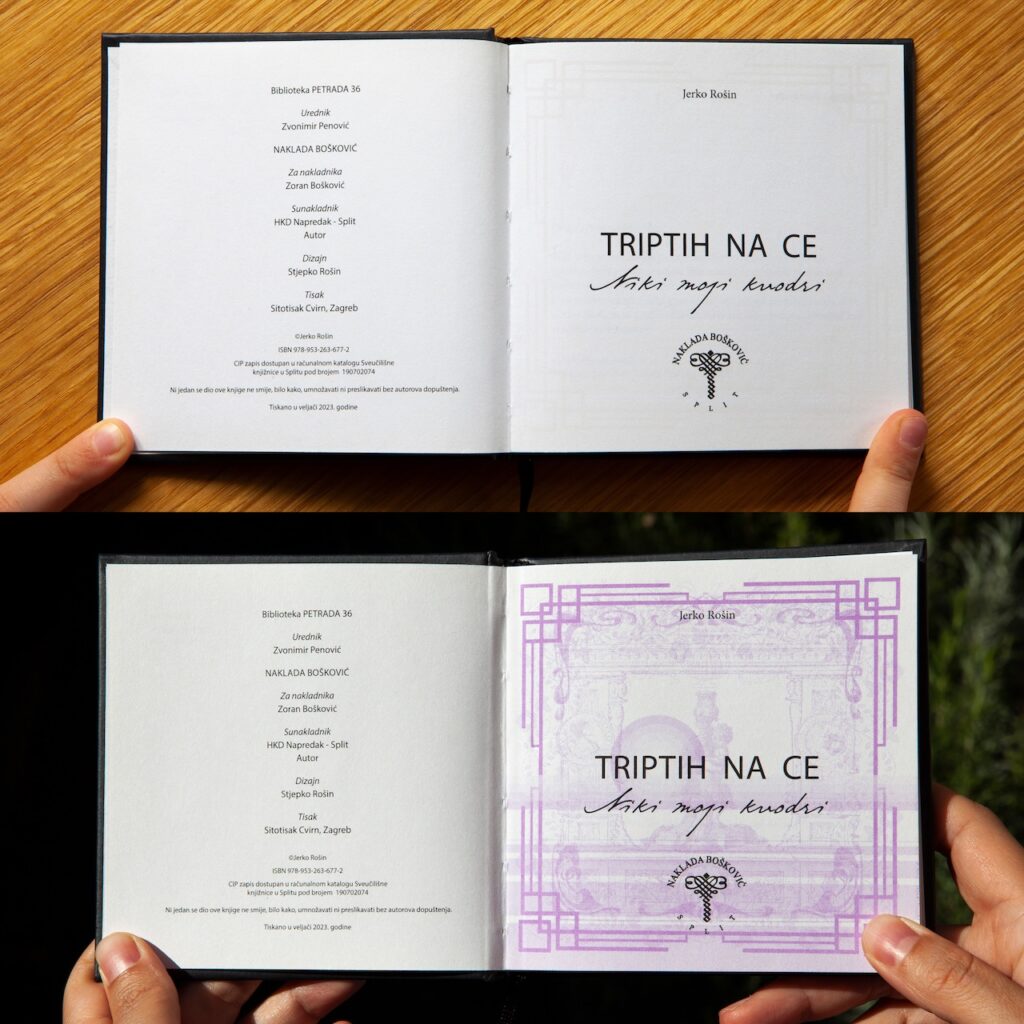 Biblioteka PETRADA 36
Urednik
Zvonimir Penović
NAKLADA BOŠKOVIĆ
Za nakladnika
Zoran Bošković
Sunakladnik
HKD Napredak - Split
Autor
Dizajn
Stjepko Rošin
Tisak
Sitotisak Cvirn, Zagreb
©Jerko Rošin
ISBN 978-953-263-677-2
CIP zapis dostupan u računalnom katalogu Sveučilišne
knjižnice u Splitu pod brojem 190702074
Ni jedan se dio ove knjige ne smije, bilo kako, umnožavati ni preslikavati bez autorova dopuštenja.
Tiskano u veljači 2023. godine
Jerko Rošin
TRIPTIH NA CE
Niki moji kvodri
NAKLADA BOŠKOVIĆ
SPLIT
Biblioteka PETRADA 36
Urednik
Zvonimir Penović
NAKLADA BOŠKOVIĆ
Za nakladnika
Zoran Bošković
Sunakladnik
HKD Napredak - Split
Autor
Dizajn
Stjepko Rošin
Tisak
Sitotisak Cvirn, Zagreb
©Jerko Rošin
ISBN 978-953-263-677-2
CIP zapis dostupan u računalnom katalogu Sveučilišne
knjižnice u Splitu pod brojem 190702074
Ni jedan se dio ove knjige ne smije, bilo kako, umnožavati ni preslikavati bez autorova dopuštenja.
Tiskano u veljači 2023. godine
Jerko Rošin
TRIPTIH NA CE
Niki moji kvodri
NAKLADA BOŠKOVIĆ
SPLIT